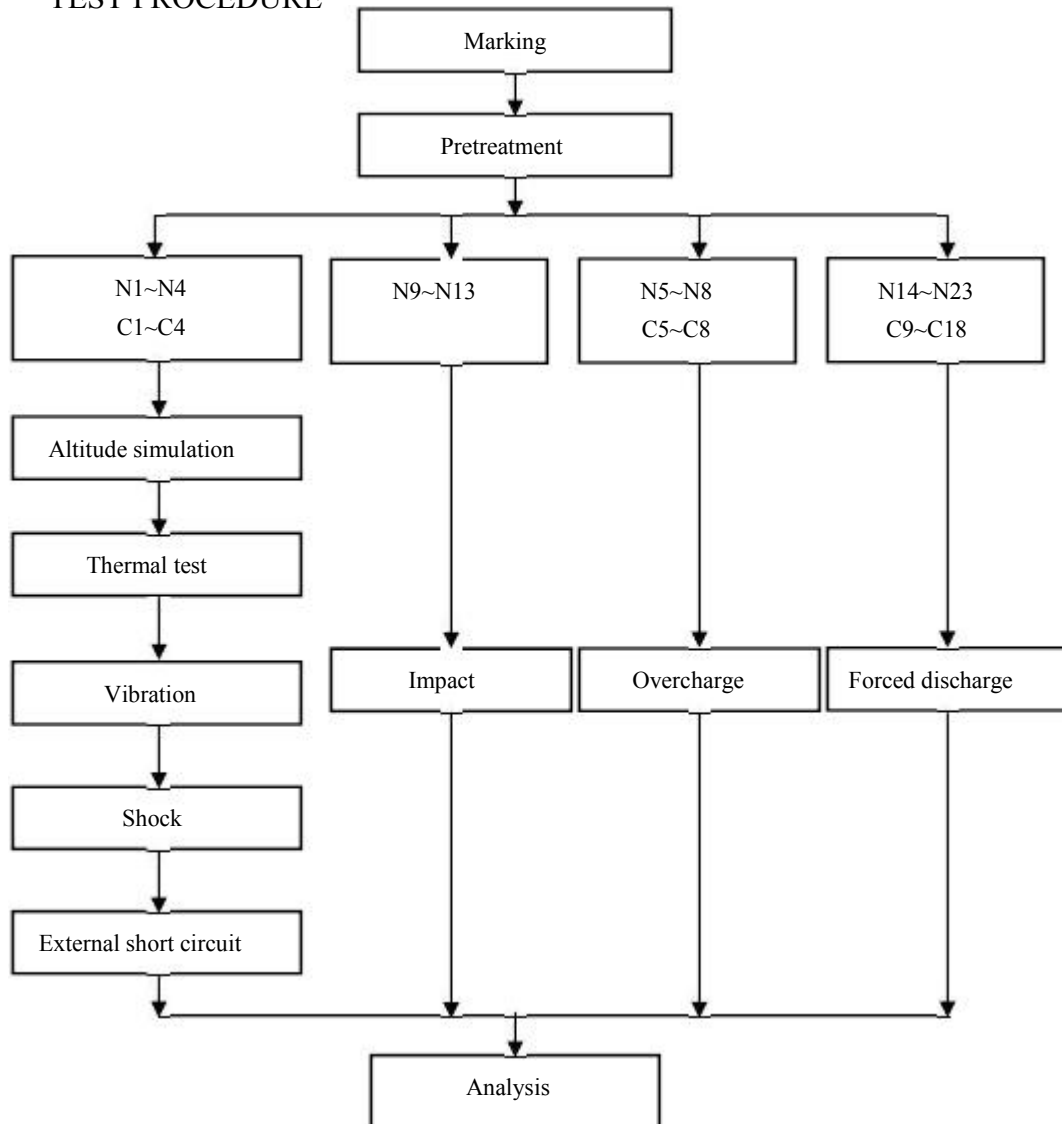 TEST PROCEDURE
Marking
Pretreatment
N1~N4
C1~C4
N9~N13
N5~N8
C5~C8
N14~N23
C9~C18
Altitude simulation
Thermal test
Vibration
Impact
Overcharge
Forced discharge
Shock
External short circuit
Analysis